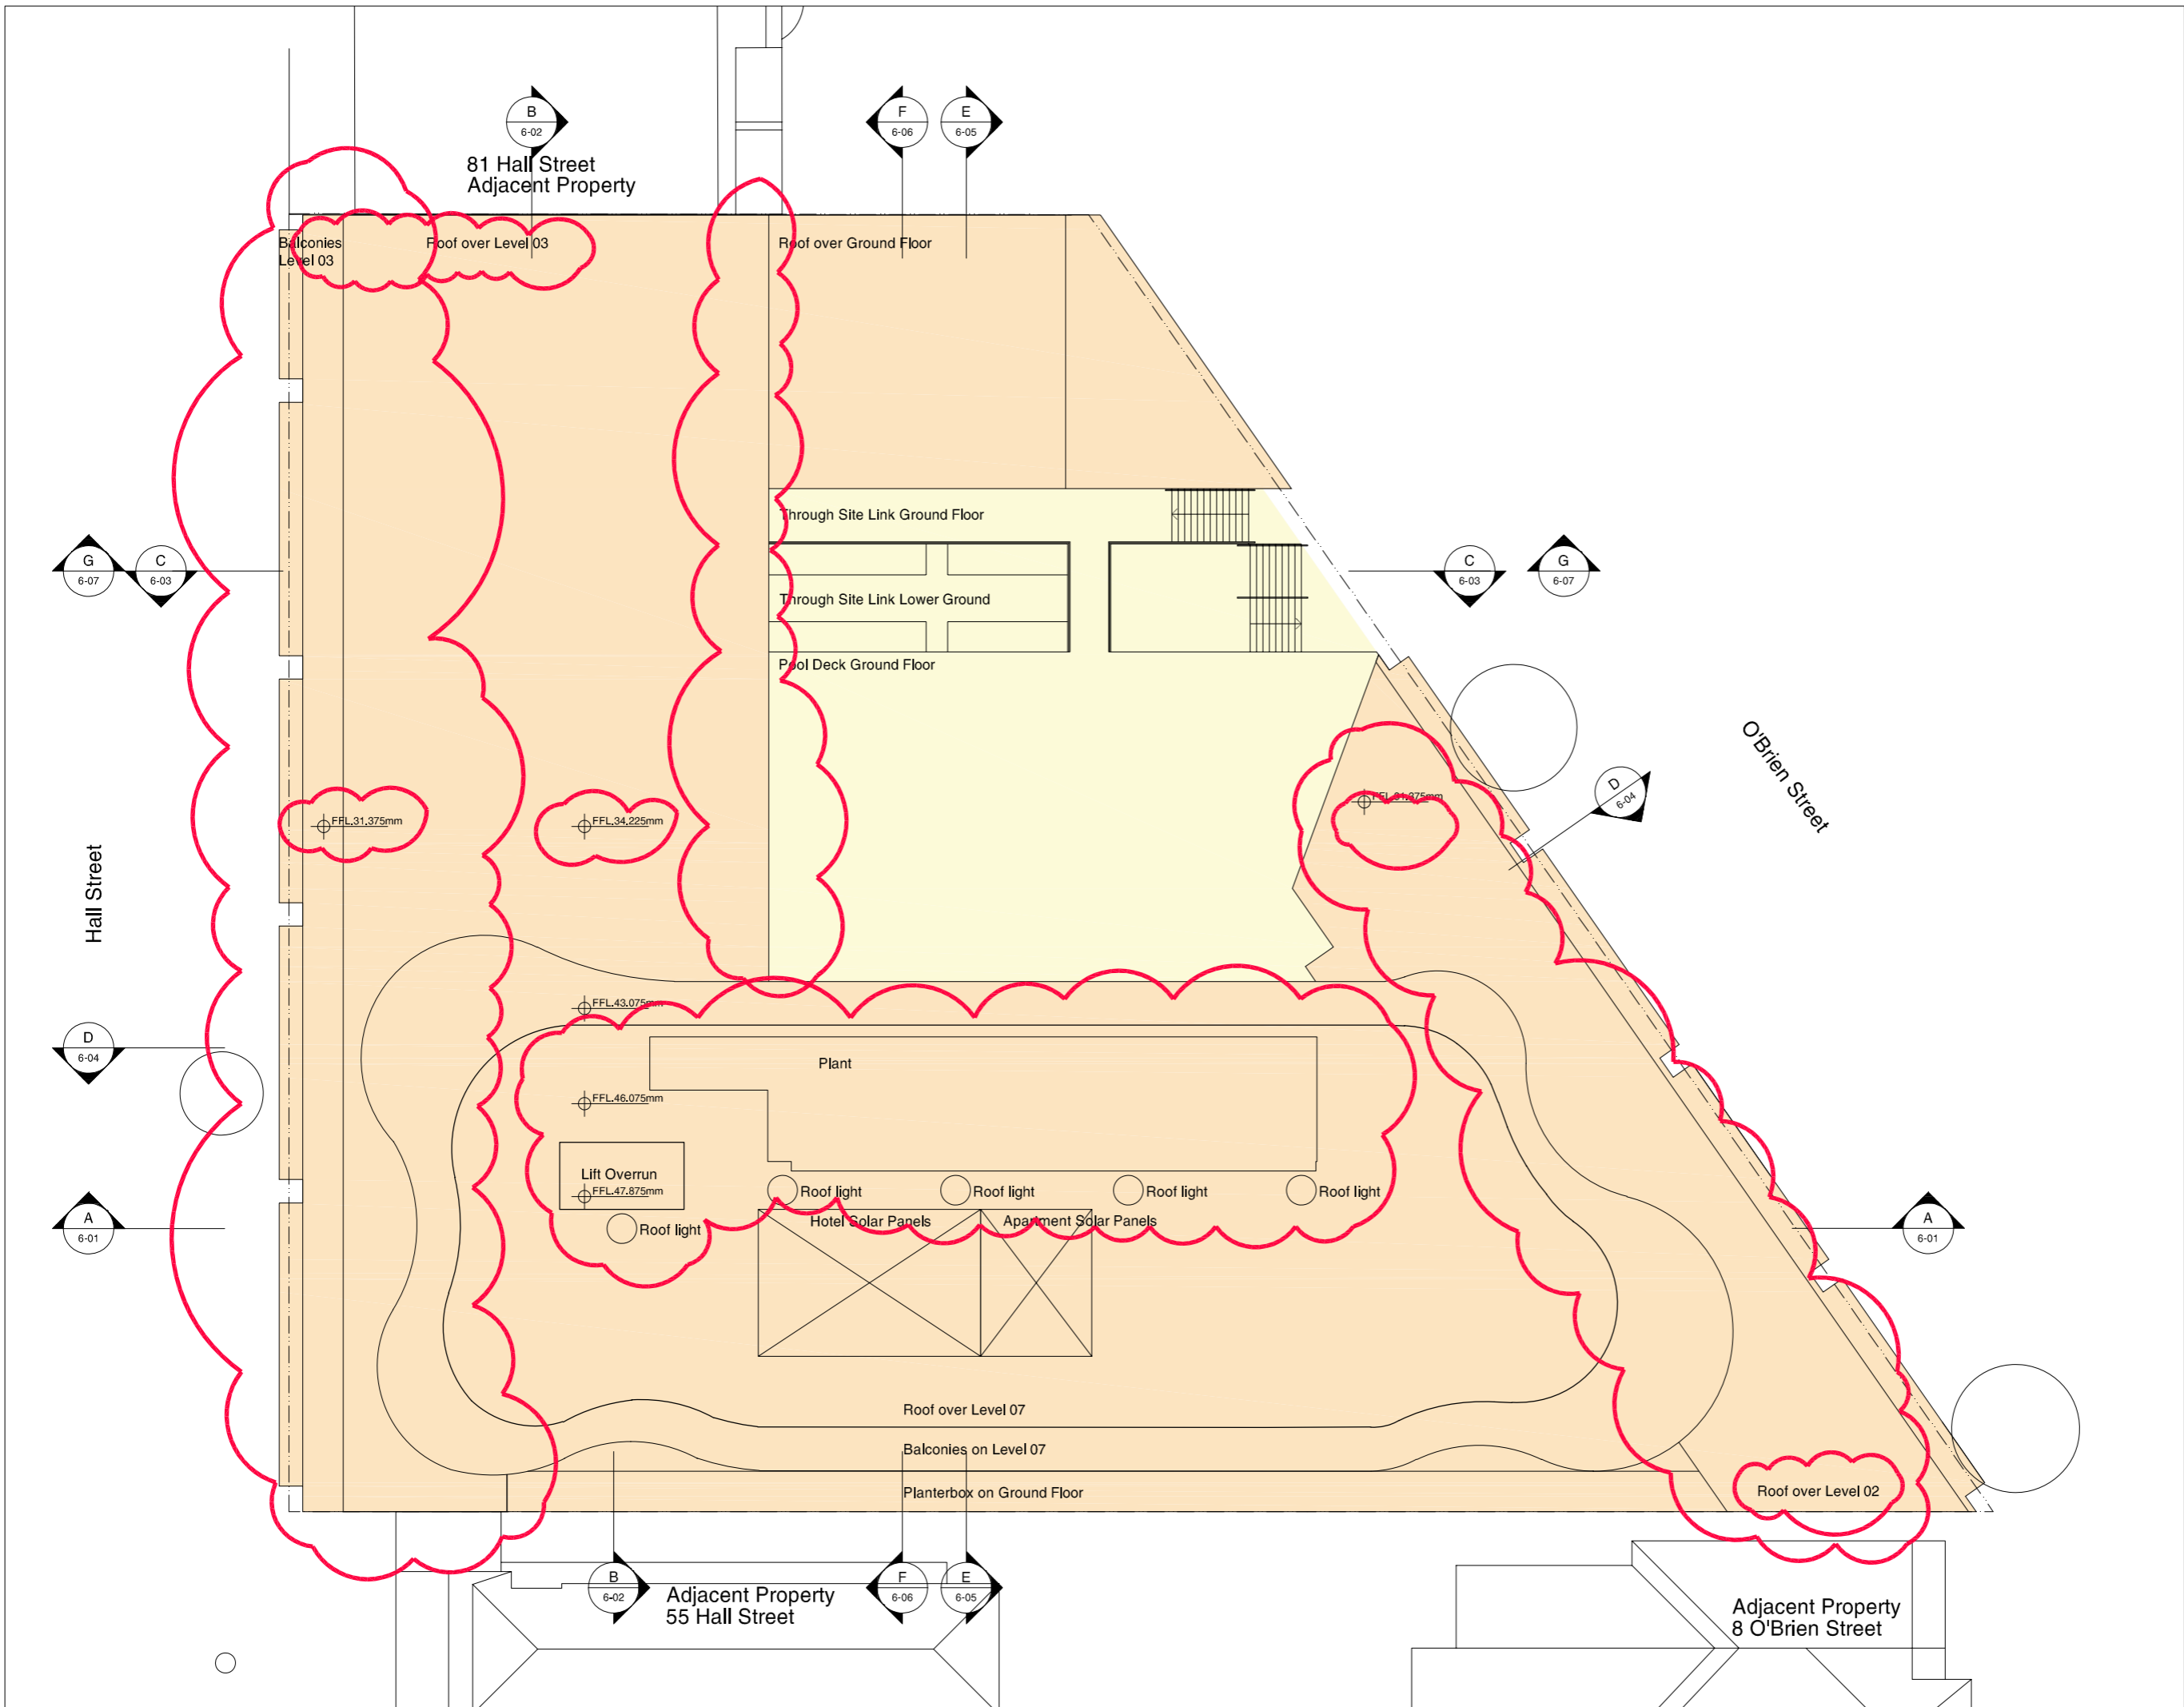 B
6-02
F
6-06
E
6-05
81 Hall Street
Adjacent Property
Balconies
Level 03
Roof over Level 03
Roof over Ground Floor
Through Site Link Ground Floor
G
6-07
C
6-03
C
6-03
G
6-07
Through Site Link Lower Ground
Pool Deck Ground Floor
O'Brien Street
D
6-04
FFL.31.375mm
FFL.34.225mm
FFL.31.375mm
Hall Street
FFL.43.075mm
D
6-04
Plant
FFL.46.075mm
Lift Overrun
FFL.47.875mm
Roof light
Roof light
Roof light
Roof light
Roof light
Hotel Solar Panels
Apartment Solar Panels
A
6-01
A
6-01
Roof over Level 07
Balconies on Level 07
Planterbox on Ground Floor
Roof over Level 02
B
6-02
Adjacent Property
55 Hall Street
F
6-06
E
6-05
Adjacent Property
8 O'Brien Street